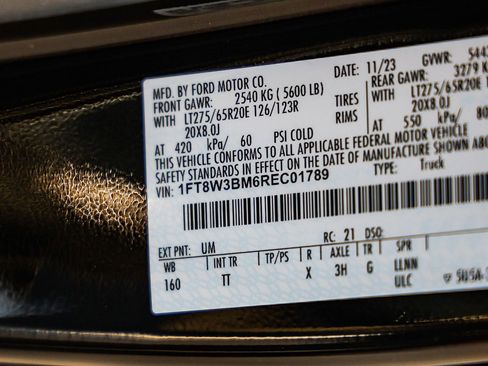 MFD. BY FORD MOTOR CO.
DATE: 11/23 GVWR: 544
FRONT GAWR: 2540 KG ( 5600 LB) REAR GAWR: 3279 K
WITH LT275/65R20E 126/123R TIRES WITH LT275/65R20E
20X8.0J RIMS 20X8.0J
AT 420 kPa/ 60 PSI COLD AT 550 kPa/ 80
THIS VEHICLE CONFORMS TO ALL APPLICABLE FEDERAL MOTOR VEHICLE
SAFETY STANDARDS IN EFFECT ON THE DATE OF MANUFACTURE SHOWN ABO
VIN: 1FT8W3BM6REC01789 TYPE: Truck
EXT PNT: UM RC: 21 DSO:
WB INT TR TP/PS R AXLE TR SPR
160 TT X 3H G LLNN
ULC